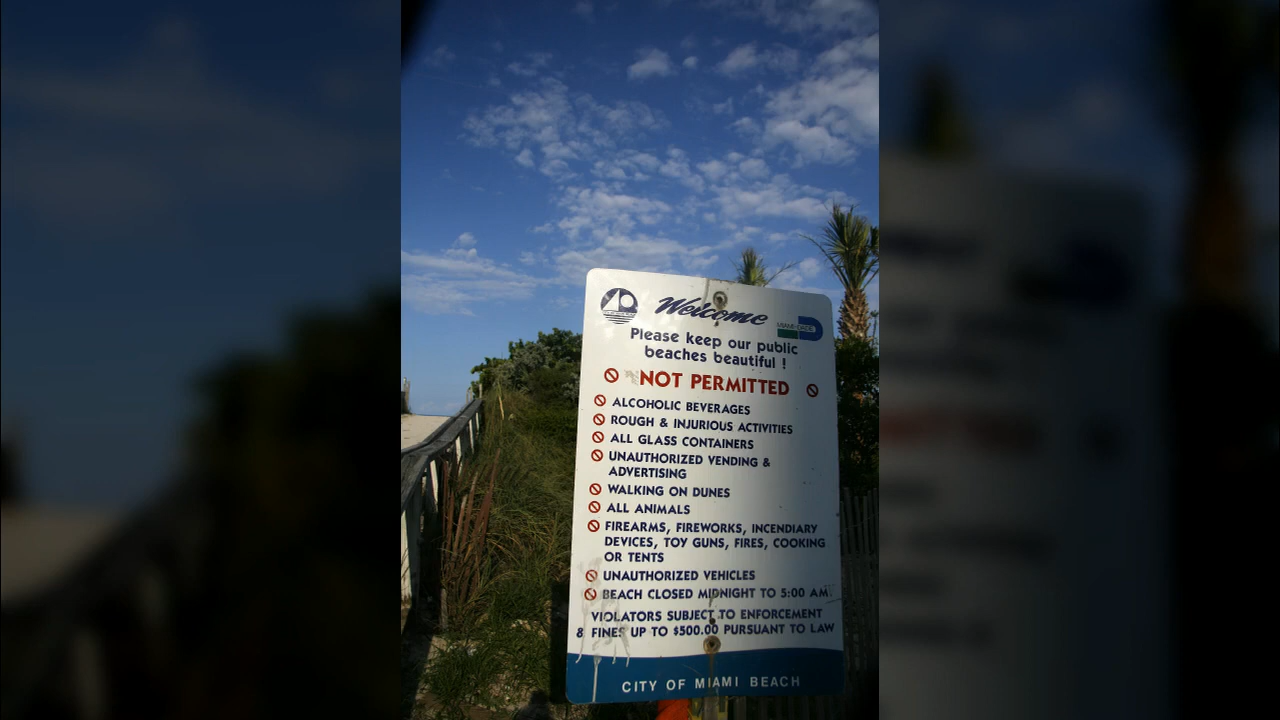 Welcome
MIAMI-DADE
Please keep our public
beaches beautiful !
NOT PERMITTED
ALCOHOLIC BEVERAGES
ROUGH & INJURIOUS ACTIVITIES
ALL GLASS CONTAINERS
UNAUTHORIZED VENDING &
ADVERTISING
WALKING ON DUNES
ALL ANIMALS
FIREARMS, FIREWORKS, INCENDIARY
DEVICES, TOY GUNS, FIRES, COOKING
OR TENTS
UNAUTHORIZED VEHICLES
BEACH CLOSED MIDNIGHT TO 5:00 AM
VIOLATORS SUBJECT TO ENFORCEMENT
& FINES UP TO $500.00 PURSUANT TO LAW
CITY OF MIAMI BEACH